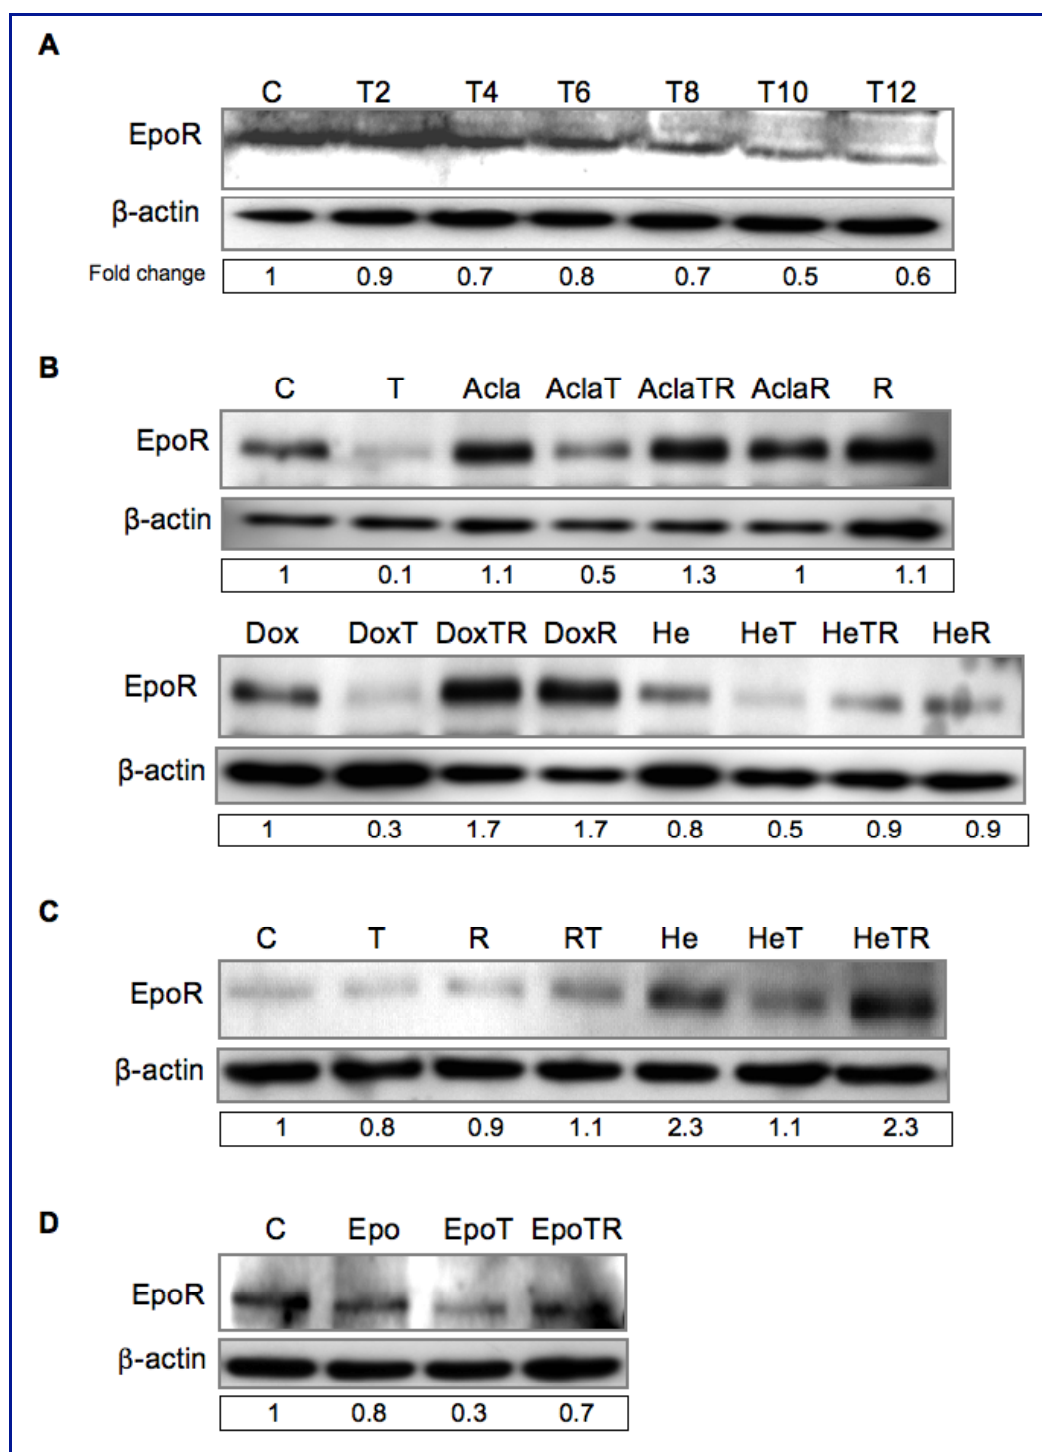 A
C T2 T4 T6 T8 T10 T12
EpoR
β-actin
Fold change 1 0.9 0.7 0.8 0.7 0.5 0.6
B
C T Acla AclaT AclaTR AclaR R
EpoR
β-actin
1 0.1 1.1 0.5 1.3 1 1.1
Dox DoxT DoxTR DoxR He HeT HeTR HeR
EpoR
β-actin
1 0.3 1.7 1.7 0.8 0.5 0.9 0.9
C
C T R RT He HeT HeTR
EpoR
β-actin
1 0.8 0.9 1.1 2.3 1.1 2.3
D
C Epo EpoT EpoTR
EpoR
β-actin
1 0.8 0.3 0.7